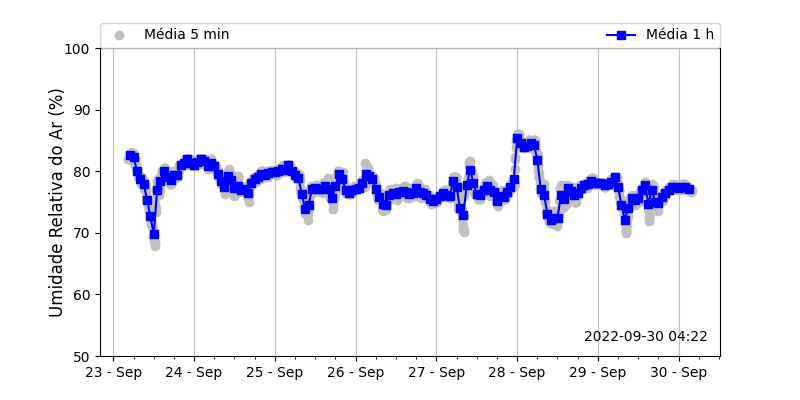 Média 5 min
Média 1 h
100
90
80
70
60
50
Umidade Relativa do Ar (%)
2022-09-30 04:22
23 - Sep
24 - Sep
25 - Sep
26 - Sep
27 - Sep
28 - Sep
29 - Sep
30 - Sep